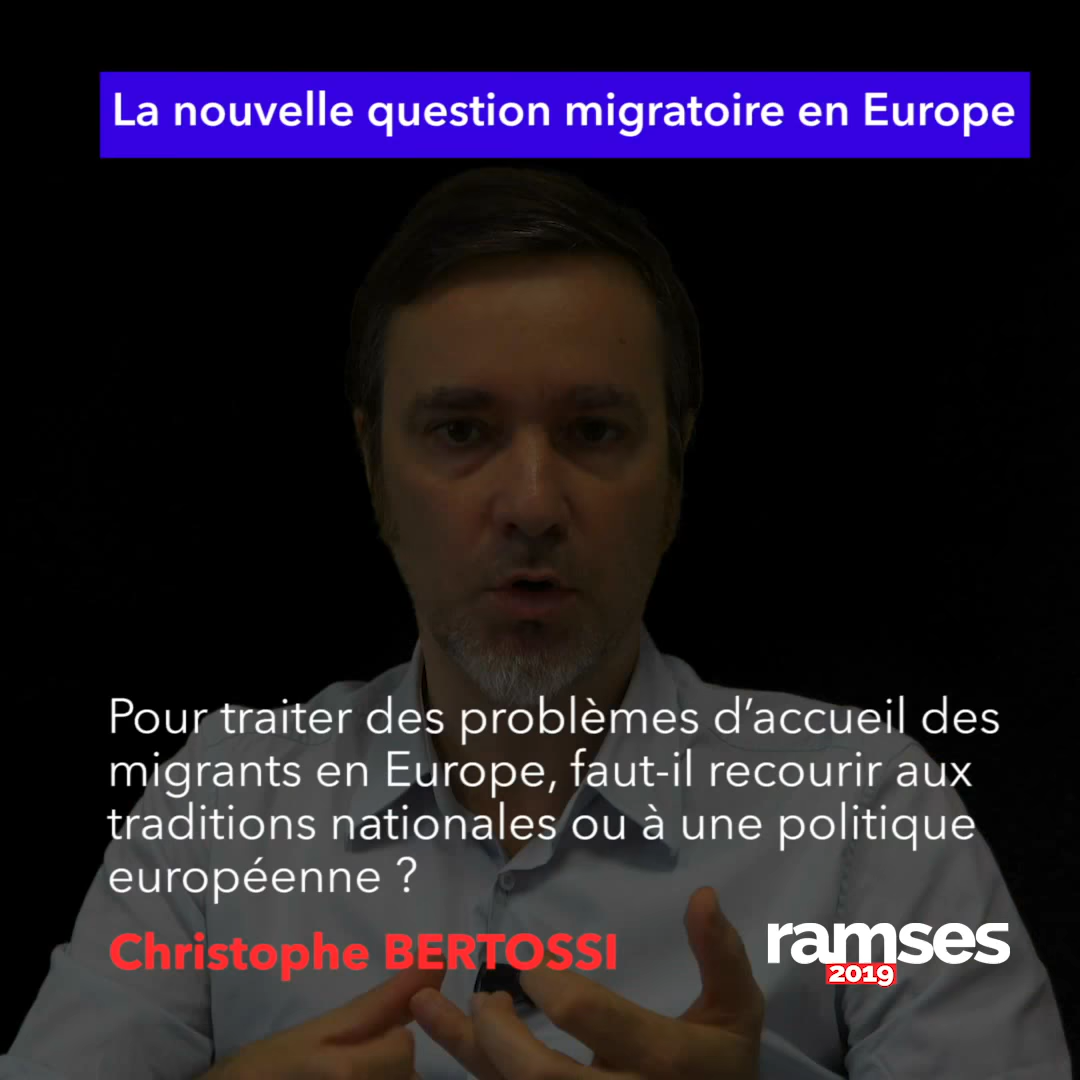 La nouvelle question migratoire en Europe
Pour traiter des problèmes d’accueil des
migrants en Europe, faut-il recourir aux
traditions nationales ou à une politique
européenne ?
Christophe BERTOSSI
ramses
2019